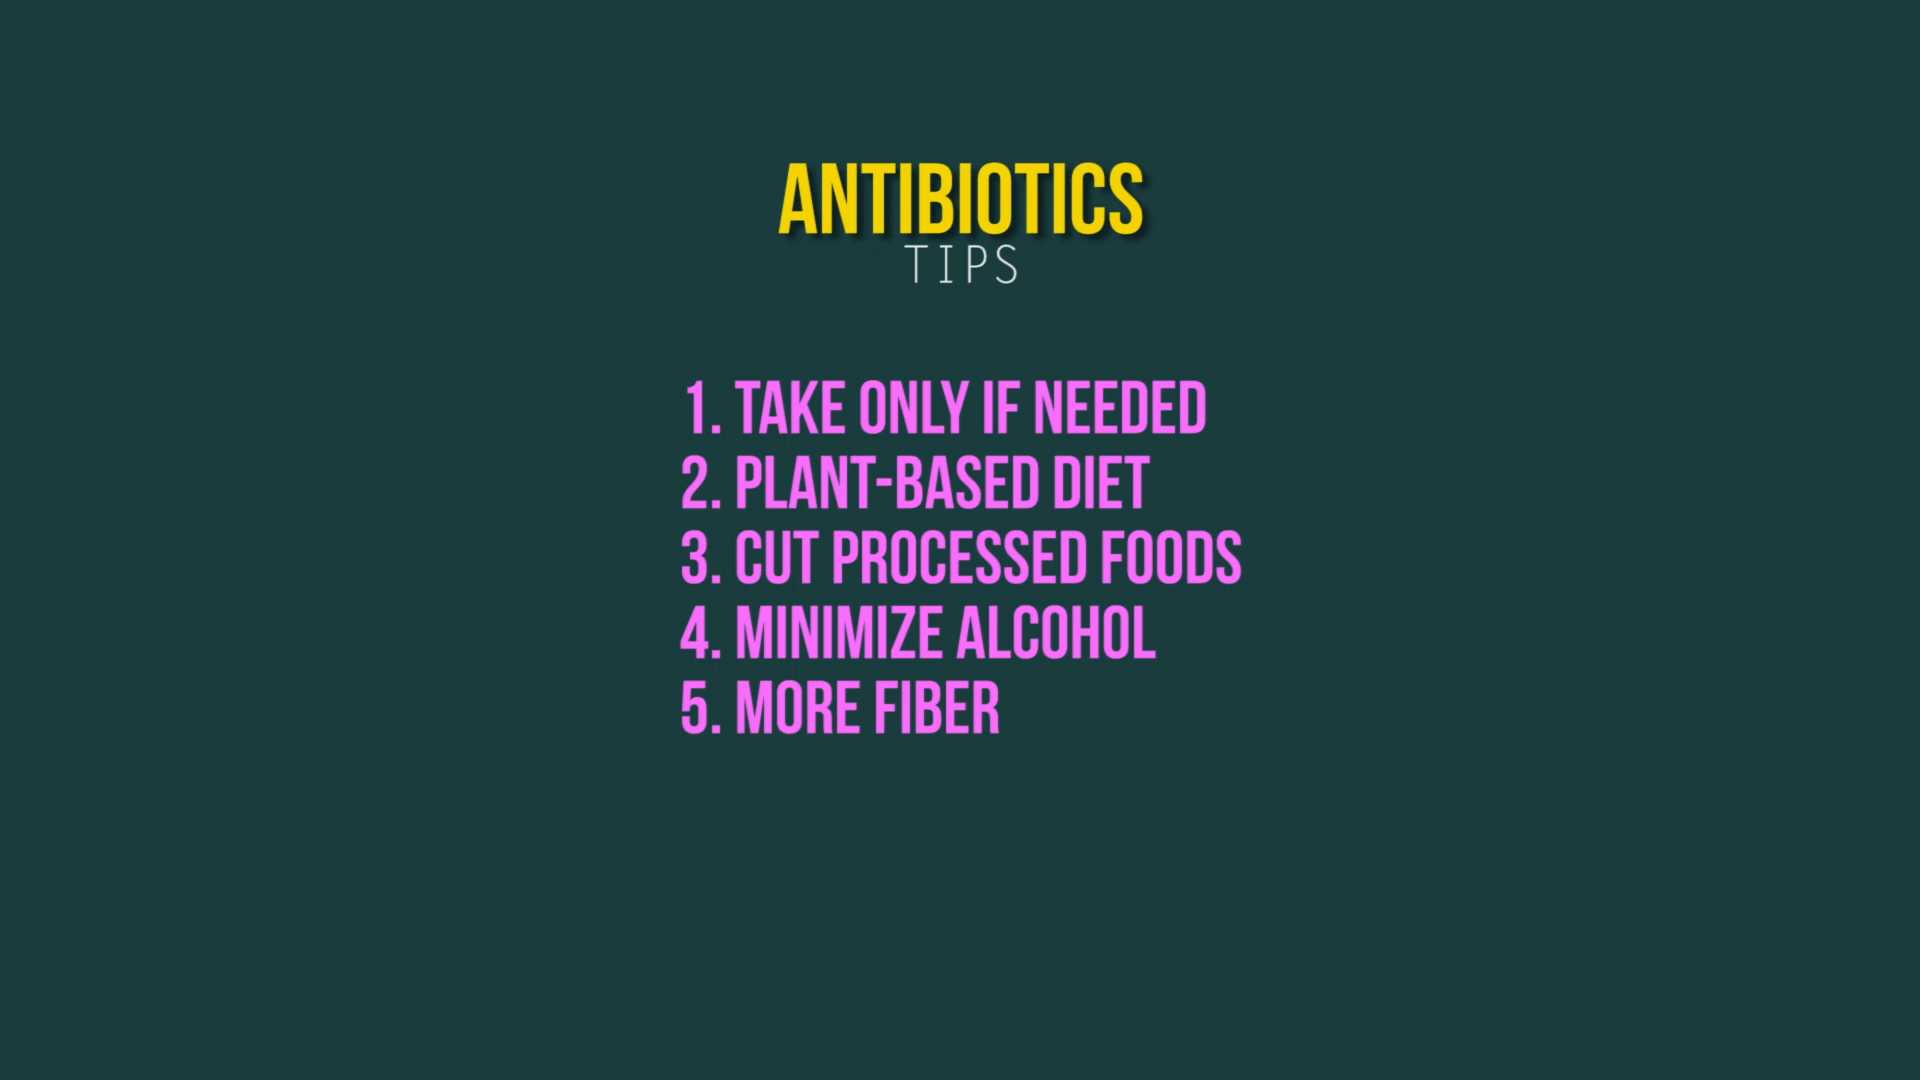 ANTIBIOTICS
TIPS
1. TAKE ONLY IF NEEDED
2. PLANT-BASED DIET
3. CUT PROCESSED FOODS
4. MINIMIZE ALCOHOL
5. MORE FIBER